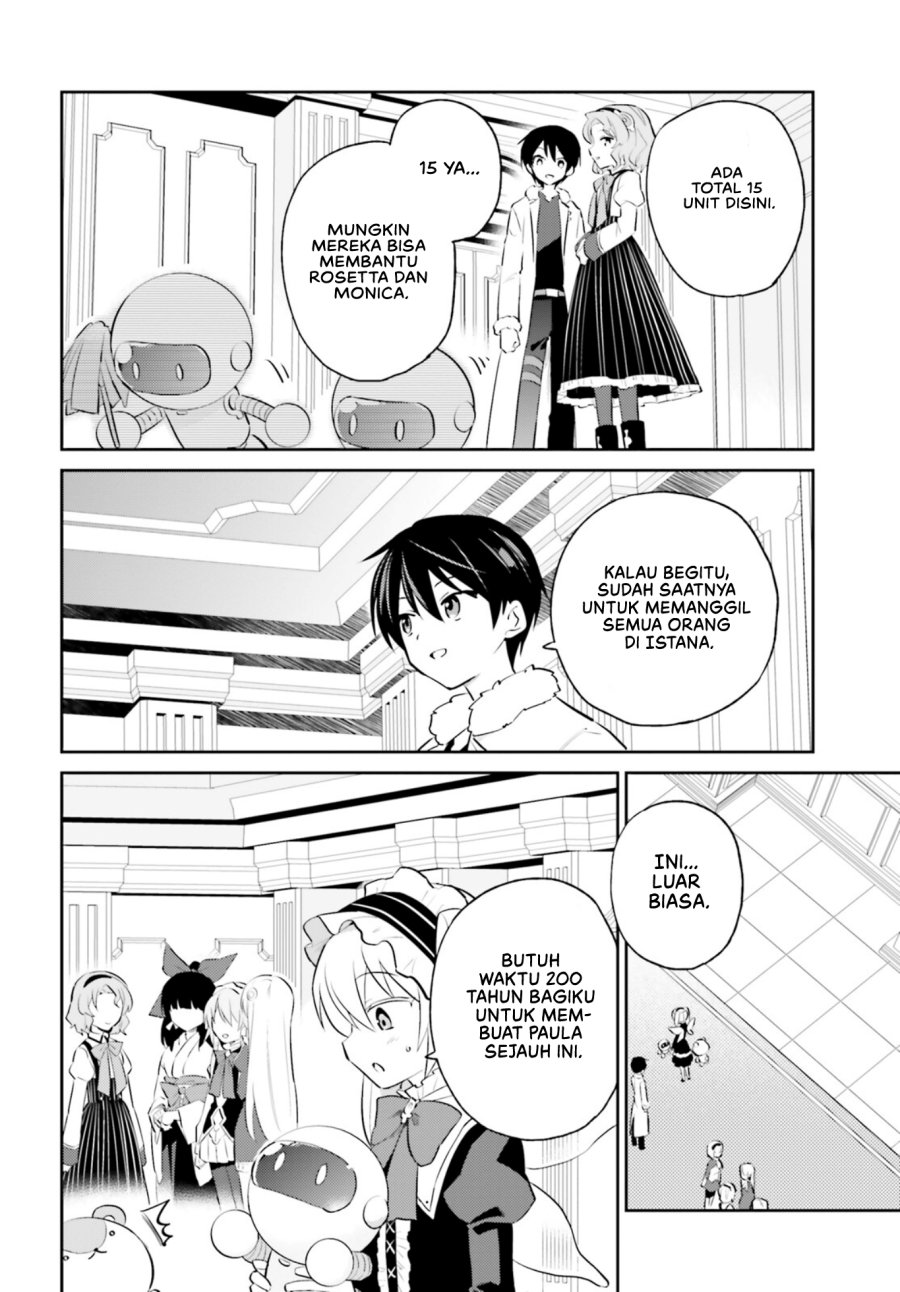 ADA
TOTAL 15
UNIT DISINI.
15 YA...
MUNGKIN
MEREKA BISA
MEMBANTU
ROSETTA DAN
MONICA.
KALAU BEGITU,
SUDAH SAATNYA
UNTUK MEMANGGIL
SEMUA ORANG
DI ISTANA.
INI...
LUAR
BIASA.
BUTUH
WAKTU 200
TAHUN BAGIKU
UNTUK MEM-
BUAT PAULA
SEJAUH INI.